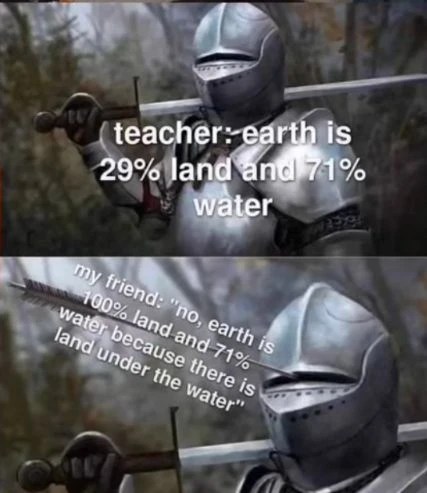 teacher: earth is
29% land and 71%
water
my friend: "no, earth is
100% land and 71%
water because there is
land under the water"